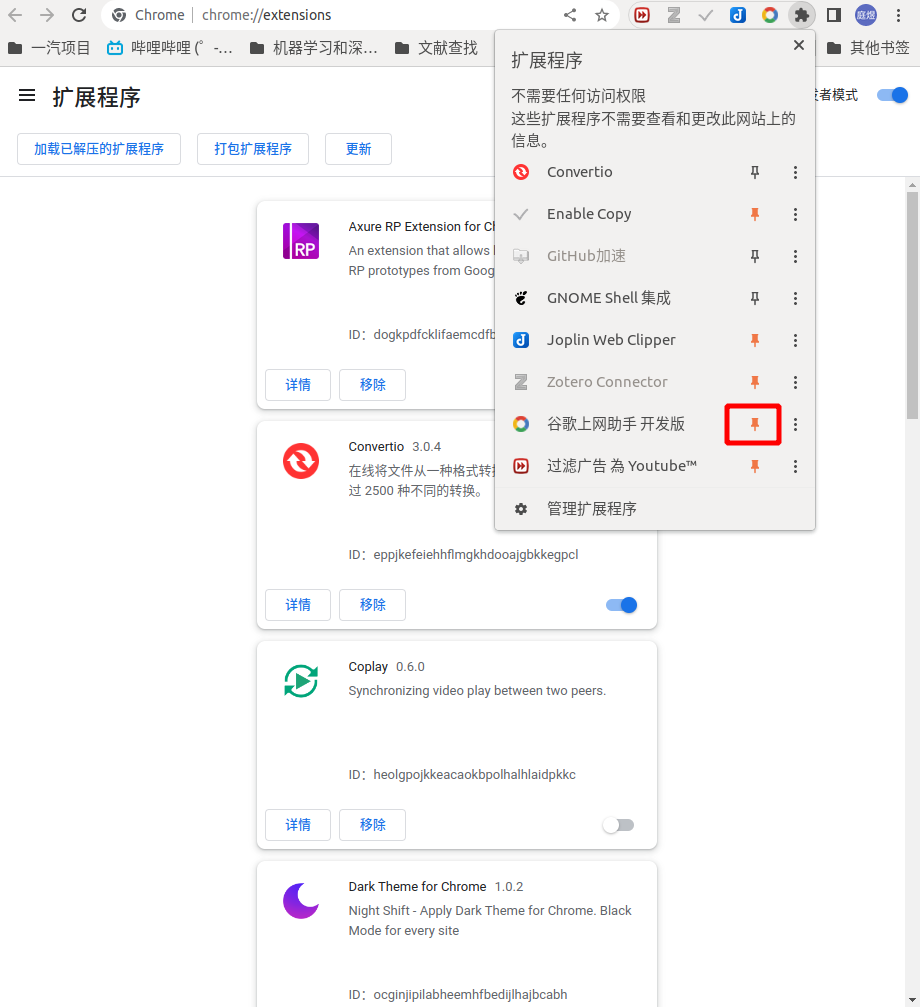 Chrome
chrome://extensions
一汽项目
哔哩哔哩 (゜-...
机器学习和深...
文献查找
其他书签
扩展程序
者模式
加载已解压的扩展程序
打包扩展程序
更新
扩展程序
不需要任何访问权限
这些扩展程序不需要查看和更改此网站上的
信息。
Convertio
Enable Copy
GitHub加速
GNOME Shell 集成
Joplin Web Clipper
Zotero Connector
谷歌上网助手 开发版
过滤广告 為 Youtube™
管理扩展程序
RP
Axure RP Extension for Ch
An extension that allows
RP prototypes from Goog
ID：dogkpdfcklifaemcdfb
详情
移除
Convertio 3.0.4
在线将文件从一种格式转
过 2500 种不同的转换。
ID：eppjkefeiehhflmgkhdooajgbkkegpcl
详情
移除
Coplay 0.6.0
Synchronizing video play between two peers.
ID：heolgpojkkeacaokbpolhalhlaidpkkc
详情
移除
Dark Theme for Chrome 1.0.2
Night Shift - Apply Dark Theme for Chrome. Black
Mode for every site
ID：ocginjipilabheemhfbedijlhajbcabh